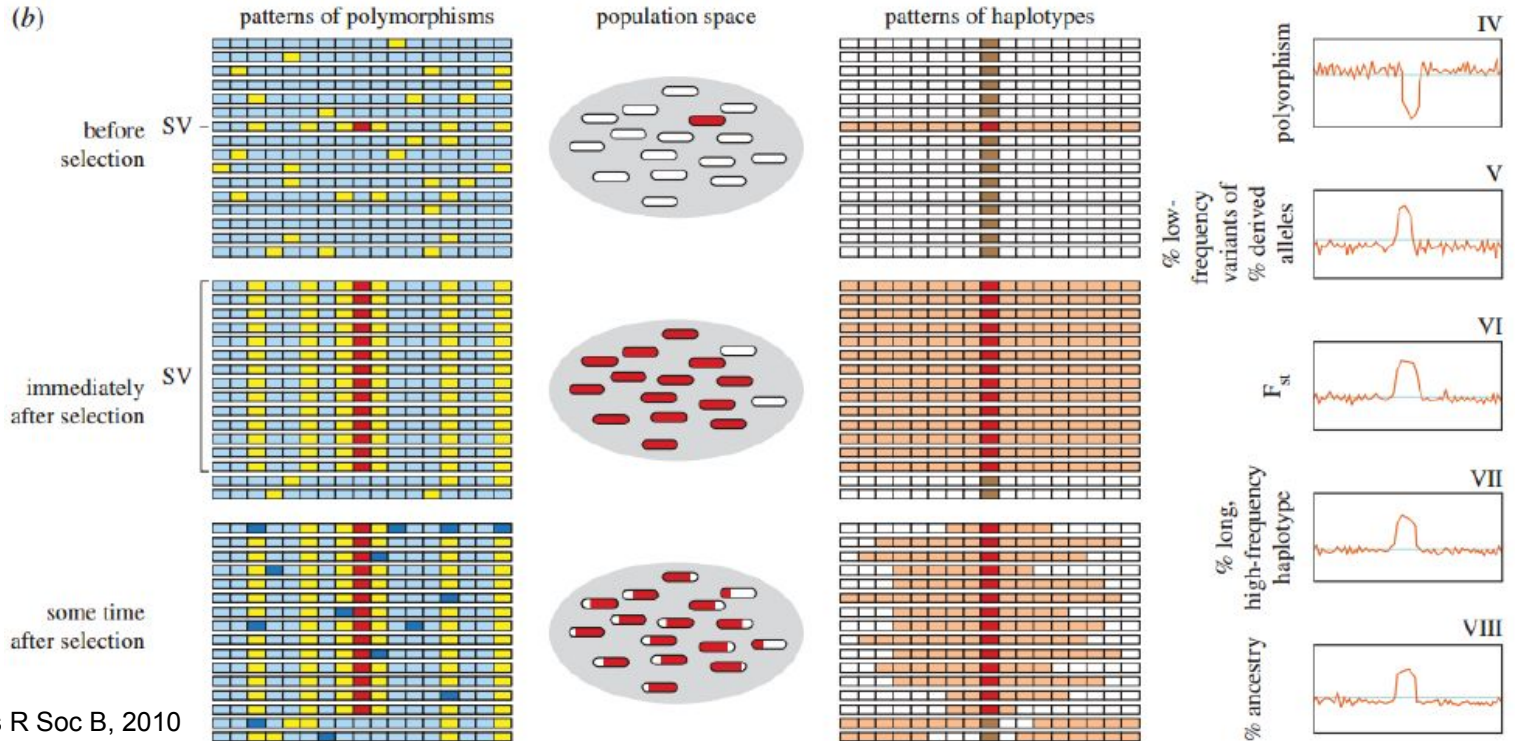 (b)
patterns of polymorphisms
population space
patterns of haplotypes
before
selection
SV
immediately
after selection
SV
some time
after selection
IV
polyorphism
V
% low-
frequency
variants of
% derived
alleles
VI
F st
VII
% long,
high-frequency
haplotype
VIII
% ancestry
R Soc B, 2010